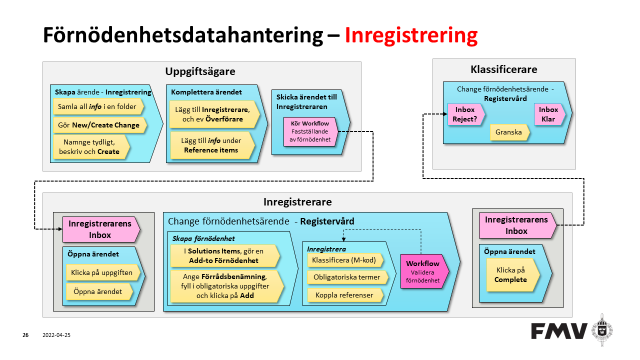 Förnödenhetsdatahantering – Inregistrering
Uppgiftsägare
Skapa ärende - Inregistrering
Samla all info i en folder
Gör New/Create Change
Namnge tydligt,
beskriv och Create
Komplettera ärendet
Lägg till Inregistrerare,
och ev Överförare
Lägg till info under
Reference items
Skicka ärendet till
Inregistreraren
Kör Workflow
Fastställande
av förnödenhet
Klassificerare
Change förnödenhetsärende -
Registervård
Inbox
Reject?
Granska
Inbox
Klar
Inregistrerare
Inregistrerarens
Inbox
Öppna ärendet
Klicka på uppgiften
Öppna ärendet
Change förnödenhetsärende - Registervård
Skapa förnödenhet
I Solutions Items, gör en
Add-to Förnödenhet
Ange Förrådsbenämning,
fyll i obligatoriska uppgifter
och klicka på Add
Inregistrera
Klassificera (M-kod)
Obligatoriska termer
Koppla referenser
Workflow
Validera
förnödenhet
Inregistrerarens
Inbox
Öppna ärendet
Klicka på
Complete
26
2022-04-25
FMV